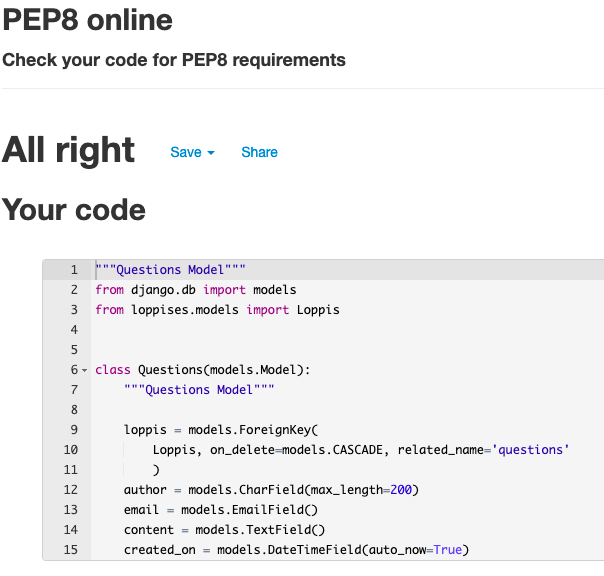 PEP8 online
Check your code for PEP8 requirements
All right Save Share
Your code
1 """Questions Model"""
2 from django.db import models
3 from loppises.models import Loppis
4
5
6 class Questions(models.Model):
7     """Questions Model"""
8
9     loppis = models.ForeignKey(
10         Loppis, on_delete=models.CASCADE, related_name='questions'
11         )
12     author = models.CharField(max_length=200)
13     email = models.EmailField()
14     content = models.TextField()
15     created_on = models.DateTimeField(auto_now=True)